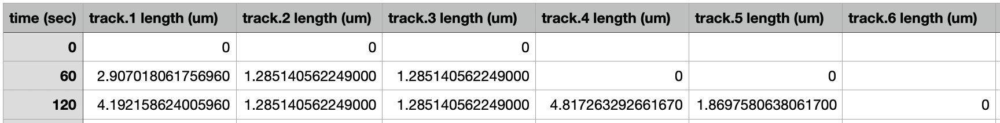 time (sec) track.1 length (um) track.2 length (um) track.3 length (um) track.4 length (um) track.5 length (um) track.6 length (um)
0 0 0 0
60 2.907018061756960 1.285140562249000 1.285140562249000 0 0
120 4.192158624005960 1.285140562249000 1.285140562249000 4.817263292661670 1.8697580638061700 0